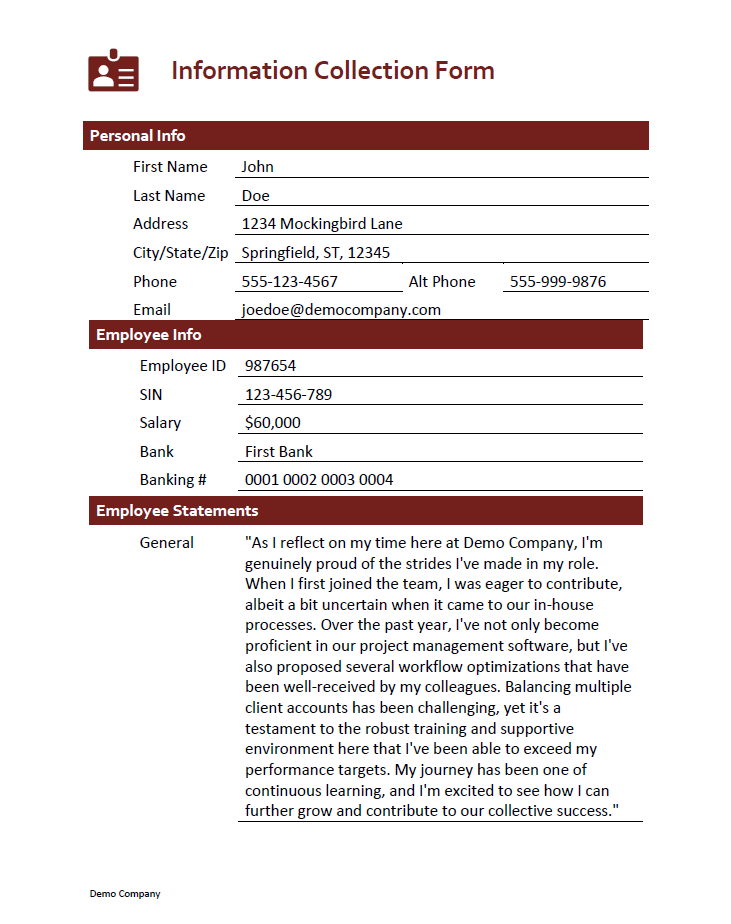 Information Collection Form
Personal Info
First Name John
Last Name Doe
Address 1234 Mockingbird Lane
City/State/Zip Springfield, ST, 12345
Phone 555-123-4567 Alt Phone 555-999-9876
Email joedoe@democompany.com
Employee Info
Employee ID 987654
SIN 123-456-789
Salary $60,000
Bank First Bank
Banking # 0001 0002 0003 0004
Employee Statements
General "As I reflect on my time here at Demo Company, I'm
genuinely proud of the strides I've made in my role.
When I first joined the team, I was eager to contribute,
albeit a bit uncertain when it came to our in-house
processes. Over the past year, I've not only become
proficient in our project management software, but I've
also proposed several workflow optimizations that have
been well-received by my colleagues. Balancing multiple
client accounts has been challenging, yet it's a
testament to the robust training and supportive
environment here that I've been able to exceed my
performance targets. My journey has been one of
continuous learning, and I'm excited to see how I can
further grow and contribute to our collective success."
Demo Company